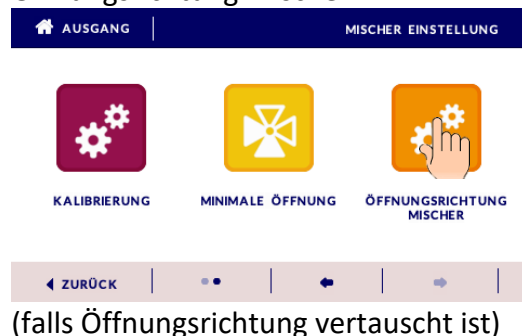 AUSGANG
MISCHER EINSTELLUNG
KALIBRIERUNG
MINIMALE ÖFFNUNG
ÖFFNUNGSRICHTUNG
MISCHER
ZURÜCK
(falls Öffnungsrichtung vertauscht ist)